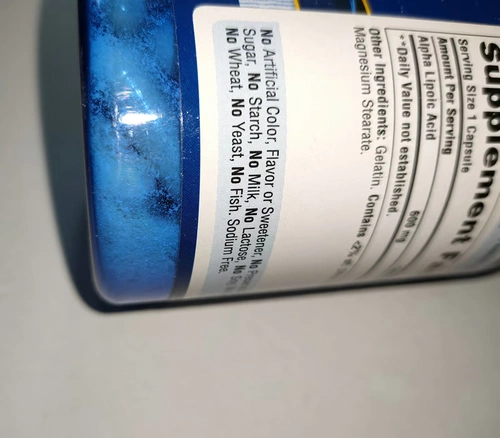 Supplement
Serving Size 1 Capsule
Amount Per Serving
Alpha Lipoic Acid 600 mg
**Daily Value not established.
Other Ingredients: Gelatin. Contains <2% of
Magnesium Stearate.
No Artificial Color, Flavor or Sweetener, No
Sugar, No Starch, No Milk, No Lactose, No
No Wheat, No Yeast, No Fish. Sodium Free.